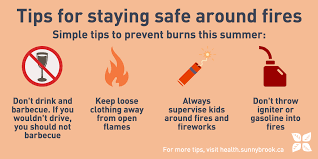 Tips for staying safe around fires
Simple tips to prevent burns this summer:
Don't drink and
barbecue. If you
wouldn't drive,
you should not
barbecue
Keep loose
clothing away
from open
flames
Always
supervise kids
around fires and
fireworks
Don't throw
igniter or
gasoline into
fires
For more tips, visit health.sunnybrook.ca